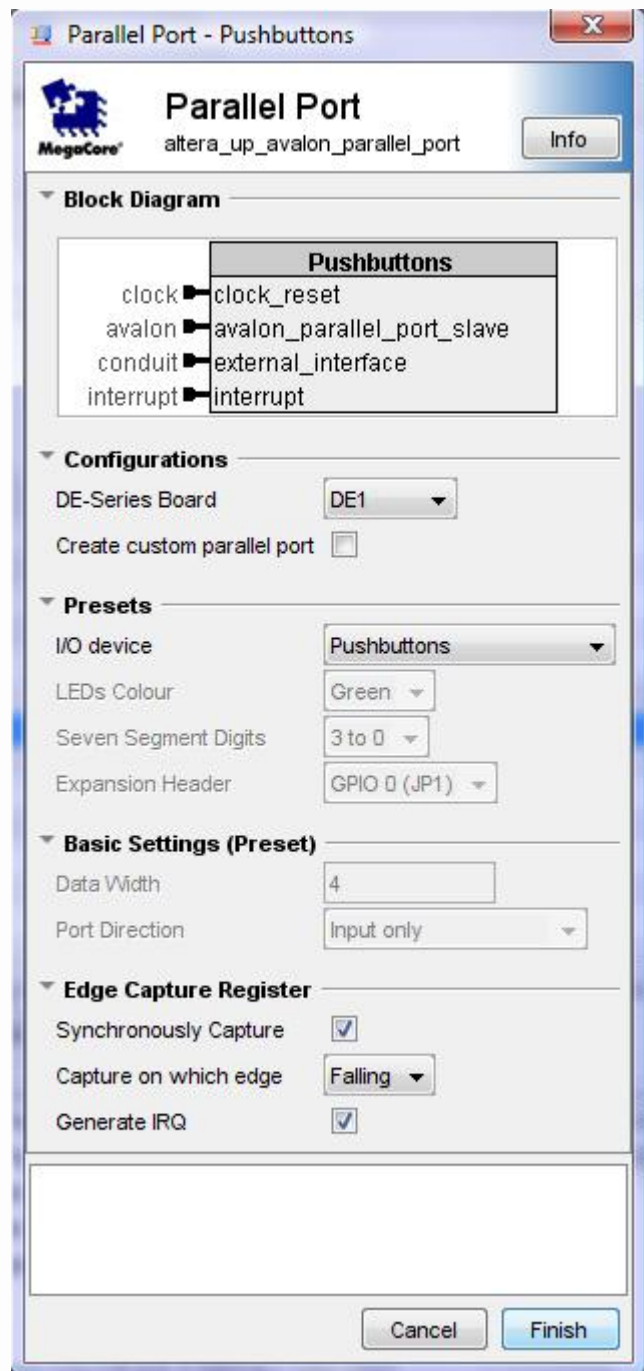 Parallel Port - Pushbuttons
MegaCore®
Parallel Port
altera_up_avalon_parallel_port
Info
Block Diagram
Pushbuttons
clock clock_reset
avalon avalon_parallel_port_slave
conduit external_interface
interrupt interrupt
Configurations
DE-Series Board DE1
Create custom parallel port
Presets
I/O device Pushbuttons
LEDs Colour Green
Seven Segment Digits 3 to 0
Expansion Header GPIO 0 (JP1)
Basic Settings (Preset)
Data Width 4
Port Direction Input only
Edge Capture Register
Synchronously Capture
Capture on which edge Falling
Generate IRQ
Cancel Finish